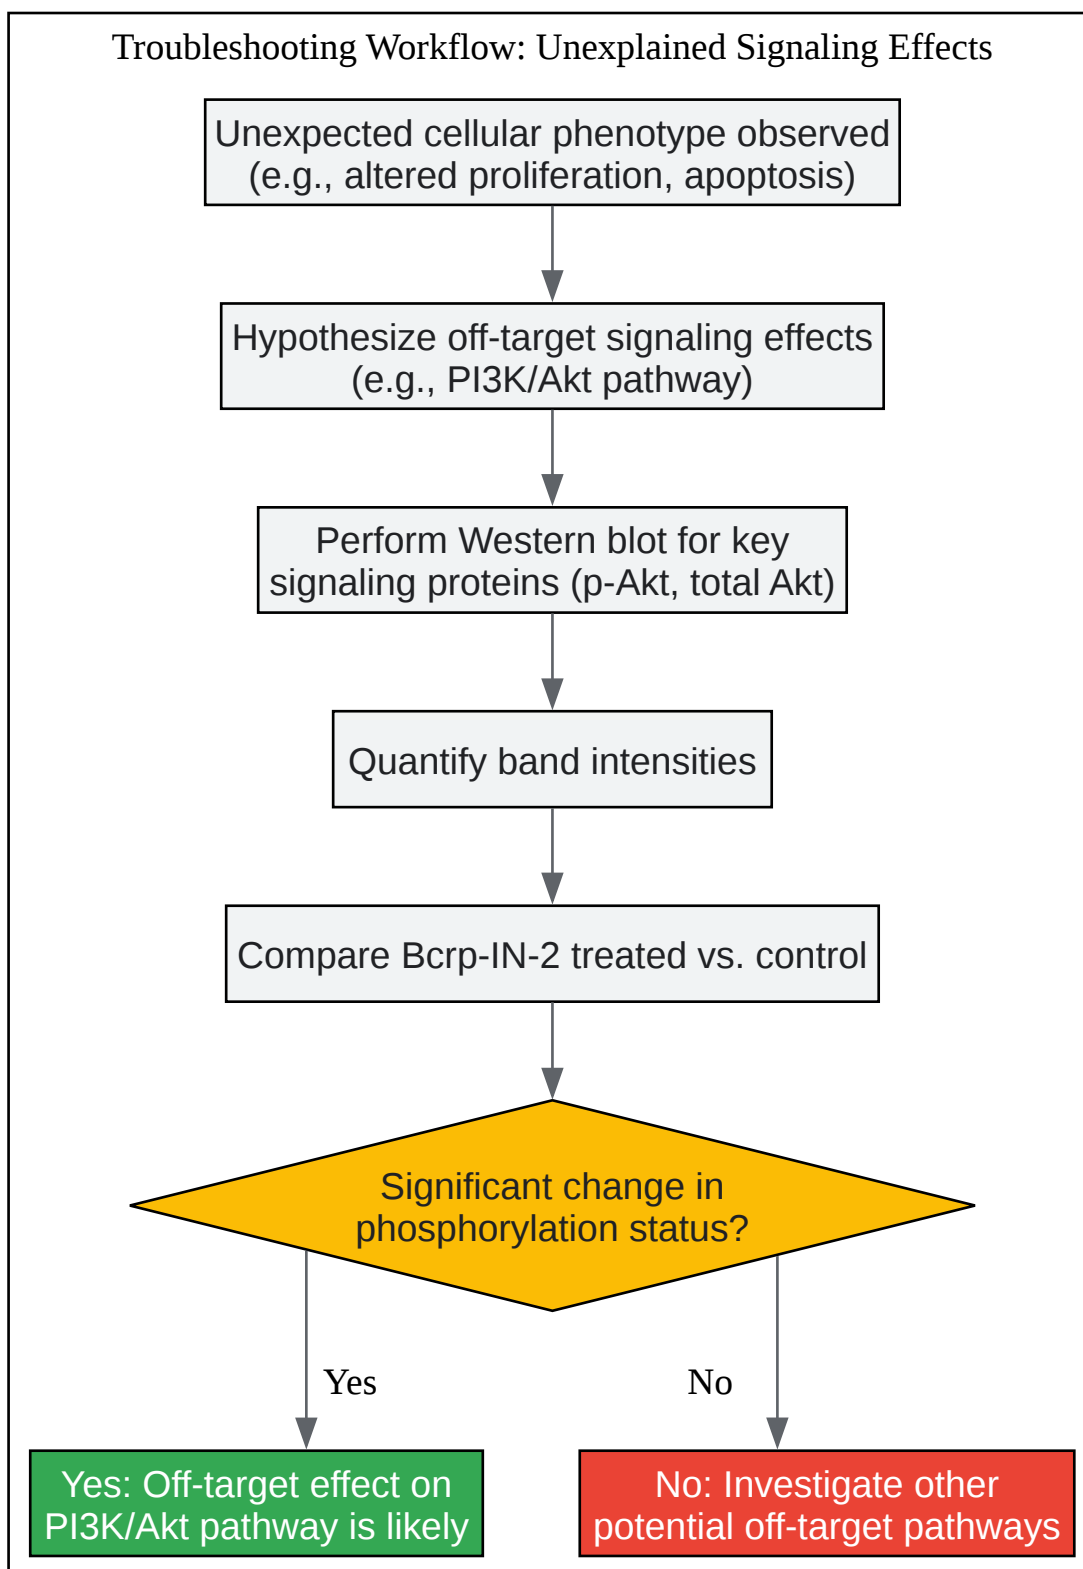 Troubleshooting Workflow: Unexplained Signaling Effects
Unexpected cellular phenotype observed
(e.g., altered proliferation, apoptosis)
Hypothesize off-target signaling effects
(e.g., PI3K/Akt pathway)
Perform Western blot for key
signaling proteins (p-Akt, total Akt)
Quantify band intensities
Compare Bcrp-IN-2 treated vs. control
Significant change in
phosphorylation status?
Yes
No
Yes: Off-target effect on
PI3K/Akt pathway is likely
No: Investigate other
potential off-target pathways